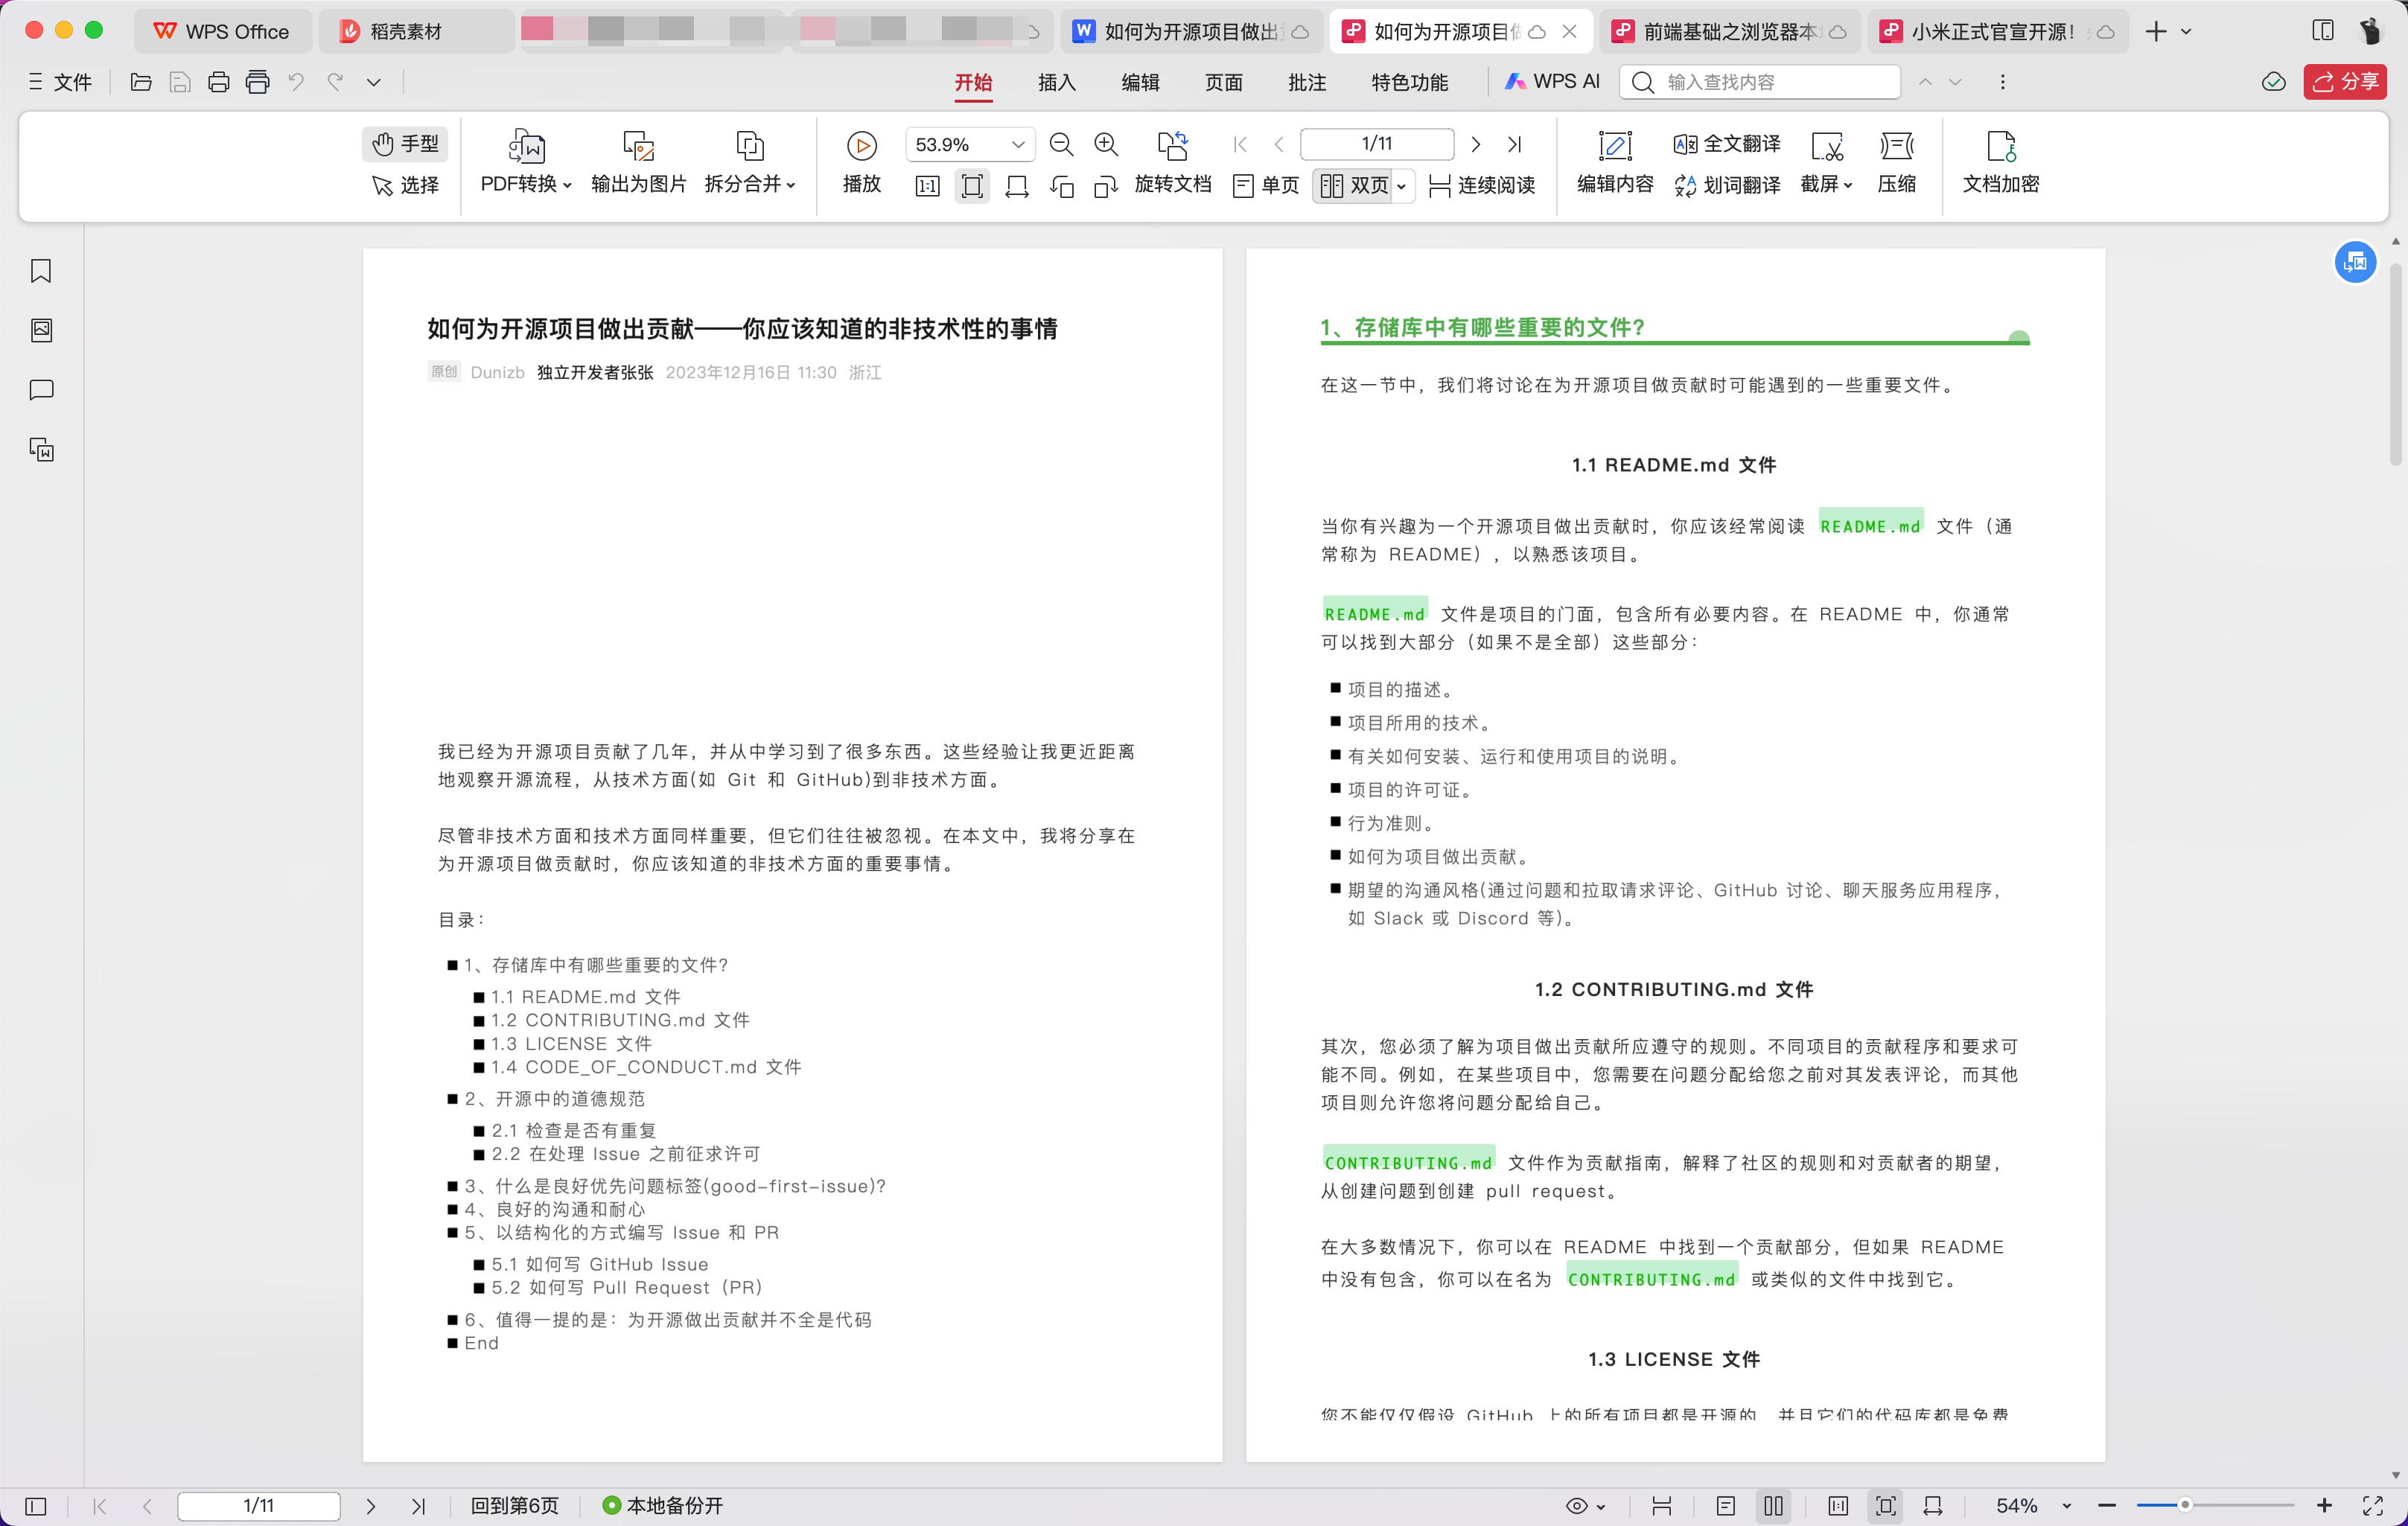 WPS Office
稻壳素材
如何为开源项目做出
如何为开源项目
前端基础之浏览器本
小米正式官宣开源!
文件
开始
插入
编辑
页面
批注
特色功能
WPS AI
输入查找内容
分享
手型
选择
PDF转换
输出为图片
拆分合并
播放
53.9%
旋转文档
1/11
单页
双页
连续阅读
编辑内容
全文翻译
划词翻译
截屏
压缩
文档加密
如何为开源项目做出贡献——你应该知道的非技术性的事情
原创 Dunizb 独立开发者张张 2023年12月16日 11:30 浙江
我已经为开源项目贡献了几年，并从中学习到了很多东西。这些经验让我更近距离
地观察开源流程，从技术方面(如 Git 和 GitHub)到非技术方面。
尽管非技术方面和技术方面同样重要，但它们往往被忽视。在本文中，我将分享在
为开源项目做贡献时，你应该知道的非技术方面的重要事情。
目录：
■ 1、存储库中有哪些重要的文件?
■ 1.1 README.md 文件
■ 1.2 CONTRIBUTING.md 文件
■ 1.3 LICENSE 文件
■ 1.4 CODE_OF_CONDUCT.md 文件
■ 2、开源中的道德规范
■ 2.1 检查是否有重复
■ 2.2 在处理 Issue 之前征求许可
■ 3、什么是良好优先问题标签(good-first-issue)?
■ 4、良好的沟通和耐心
■ 5、以结构化的方式编写 Issue 和 PR
■ 5.1 如何写 GitHub Issue
■ 5.2 如何写 Pull Request（PR）
■ 6、值得一提的是：为开源做出贡献并不全是代码
■ End
1、存储库中有哪些重要的文件?
在这一节中，我们将讨论在为开源项目做贡献时可能遇到的一些重要文件。
1.1 README.md 文件
当你有兴趣为一个开源项目做出贡献时，你应该经常阅读 README.md 文件（通
常称为 README），以熟悉该项目。
README.md 文件是项目的门面，包含所有必要内容。在 README 中，你通常
可以找到大部分（如果不是全部）这些部分：
■ 项目的描述。
■ 项目所用的技术。
■ 有关如何安装、运行和使用项目的说明。
■ 项目的许可证。
■ 行为准则。
■ 如何为项目做出贡献。
■ 期望的沟通风格(通过问题和拉取请求评论、GitHub 讨论、聊天服务应用程序，
如 Slack 或 Discord 等)。
1.2 CONTRIBUTING.md 文件
其次，您必须了解为项目做出贡献所应遵守的规则。不同项目的贡献程序和要求可
能不同。例如，在某些项目中，您需要在问题分配给您之前对其发表评论，而其他
项目则允许您将问题分配给自己。
CONTRIBUTING.md 文件作为贡献指南，解释了社区的规则和对贡献者的期望，
从创建问题到创建 pull request。
在大多数情况下，你可以在 README 中找到一个贡献部分，但如果 README
中没有包含，你可以在名为 CONTRIBUTING.md 或类似的文件中找到它。
1.3 LICENSE 文件
您不能仅仅假设 GitHub 上的所有项目都是开源的，并且它们的代码库都是免费
1/11
回到第6页
本地备份开
54%